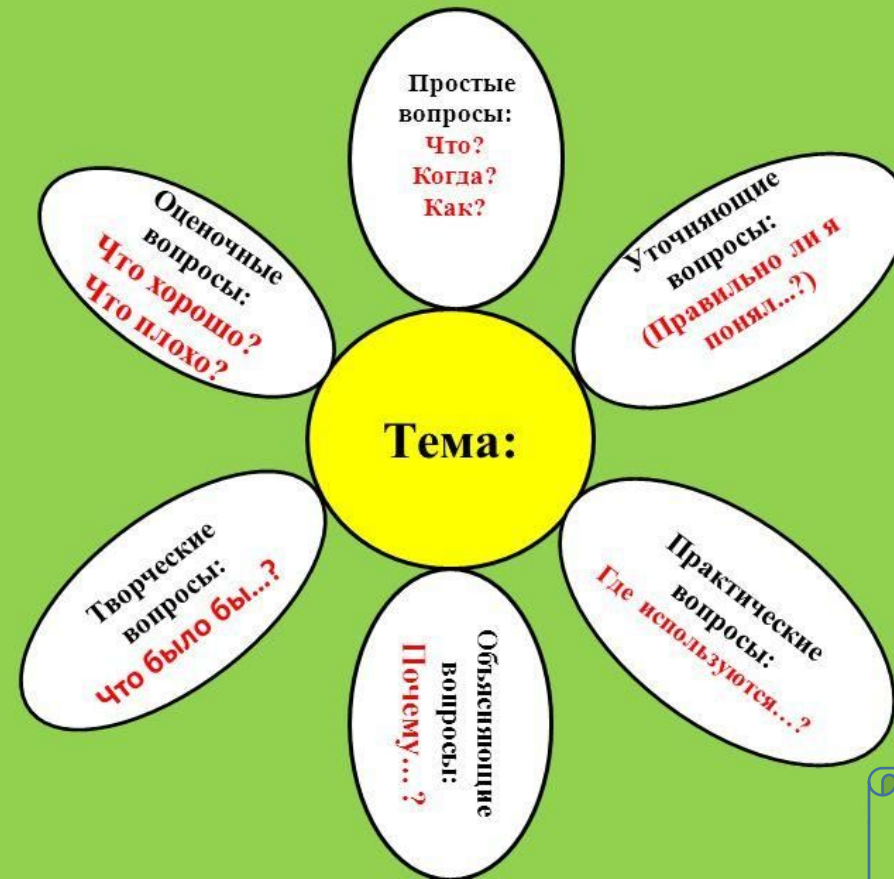 Простые
вопросы:
Что?
Когда?
Как?
Уточняющие
вопросы:
(Правильно ли я
понял...?)
Практические
вопросы:
Где используются...?
Объясняющие
вопросы:
Почему... ?
Творческие
вопросы:
Что было бы...?
Оценочные
вопросы:
Что хорошо?
Что плохо?
Тема: